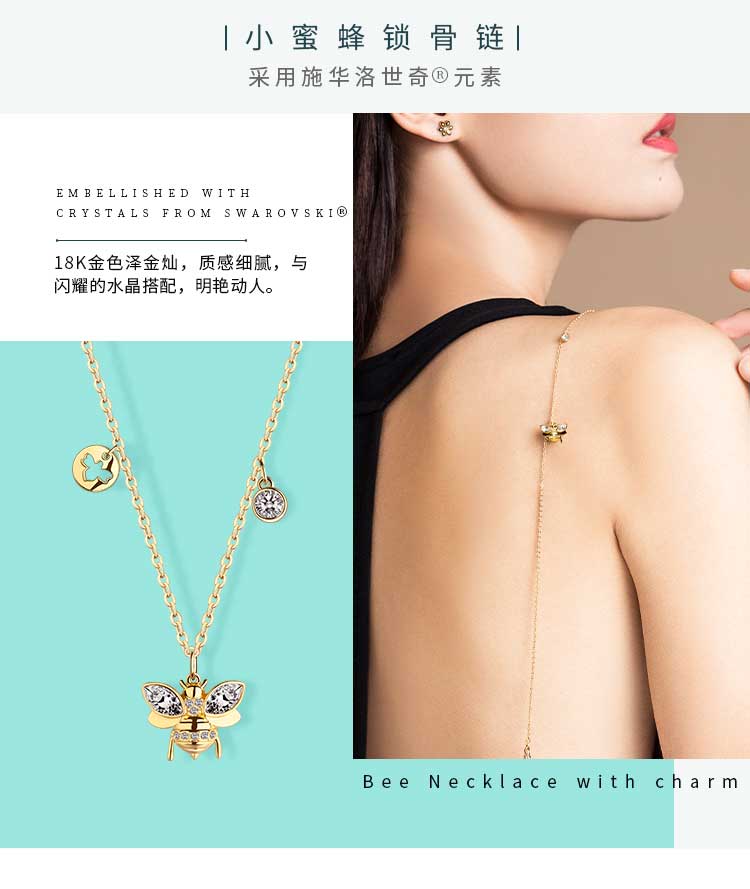 小蜜蜂锁骨链
采用施华洛世奇®元素
EMBELLISHED WITH
CRYSTALS FROM SWAROVSKI®
18K金色泽金灿，质感细腻，与
闪耀的水晶搭配，明艳动人。
Bee Necklace with charm